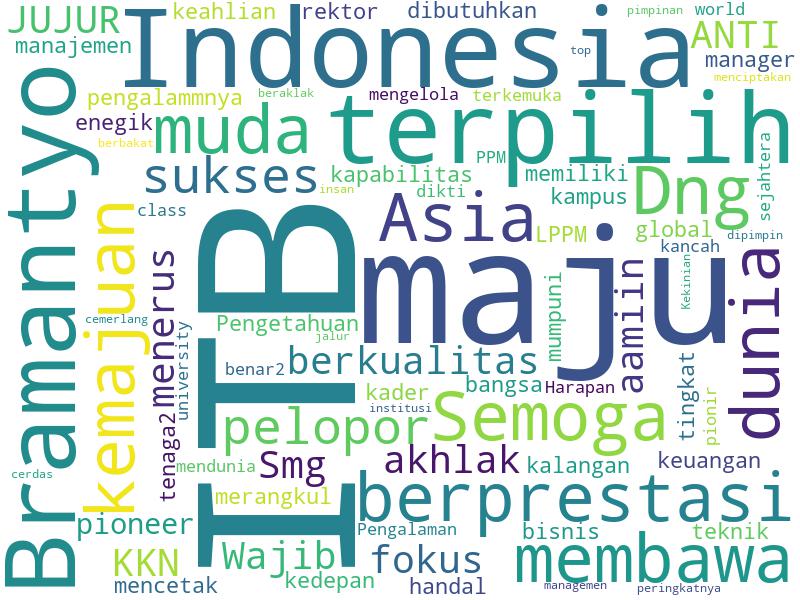 JUJUR
keahlian
rektor
dibutuhkan
pimpinan
world
manajemen
Indonesia
top
ANTI
manager
menciptakan
pengalammnya
beraklak
mengelola
terkemuka
enegik
muda
terpilih
berbakat
PPM
Bramantyo
sukses
insan
kapabilitas
dikti
memiliki
kampus
Dng
sejahtera
class
kemajuan
ITB
Asia
LPPM
global
kancah
dipimpin
menerus
maju
mumpuni
aamiin
Kekinian
dunia
cemerlang
university
Pengetahuan
jalur
benar2
berkualitas
kader
bangsa
Harapan
tingkat
pionir
institusi
pelopor
Semoga
tenaga2
cerdas
mendunia
Smg
akhlak
kalangan
keuangan
merangkul
berprestasi
pioneer
Pengalaman
bisnis
teknik
KKN
Wajib
fokus
membawa
mencetak
kedepan
handal
managemen
peringkatnya